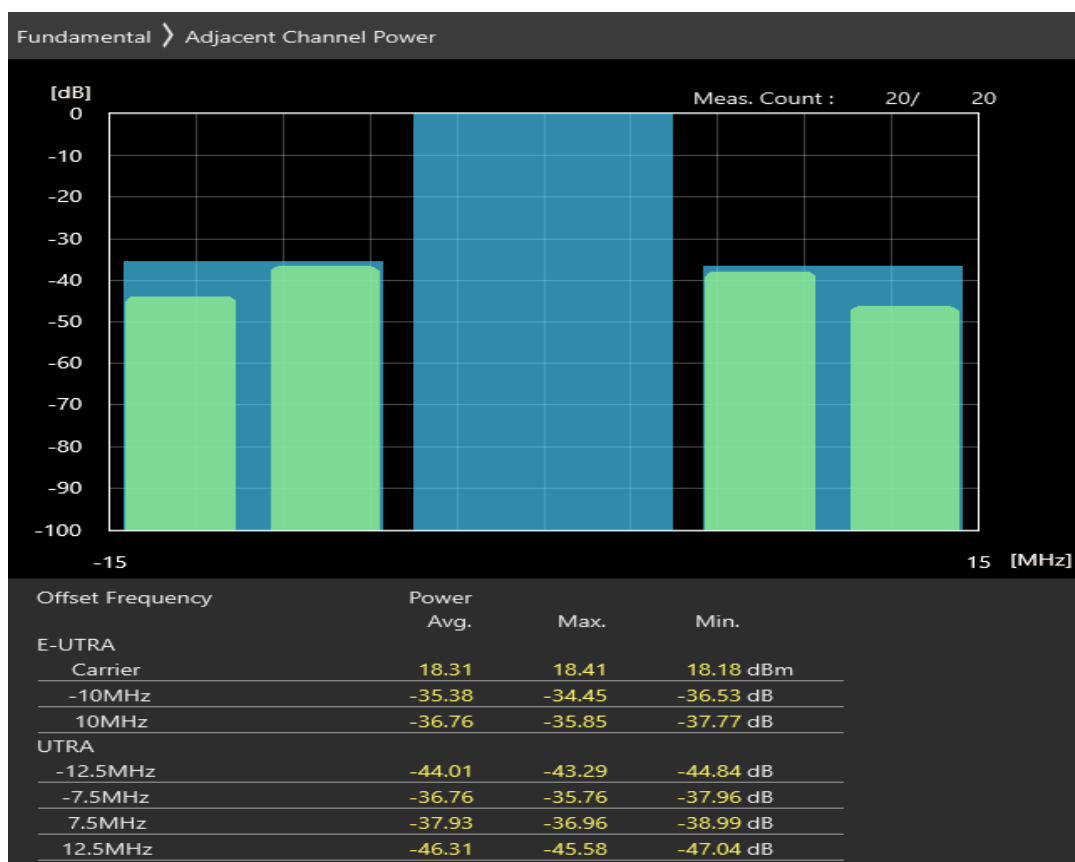 Fundamental ❯ Adjacent Channel Power
[dB]
Meas. Count : 20/ 20
0
-10
-20
-30
-40
-50
-60
-70
-80
-90
-100
-15 15 [MHz]
Offset Frequency Power
Avg. Max. Min.
E-UTRA
Carrier 18.31 18.41 18.18 dBm
-10MHz -35.38 -34.45 -36.53 dB
10MHz -36.76 -35.85 -37.77 dB
UTRA
-12.5MHz -44.01 -43.29 -44.84 dB
-7.5MHz -36.76 -35.76 -37.96 dB
7.5MHz -37.93 -36.96 -38.99 dB
12.5MHz -46.31 -45.58 -47.04 dB